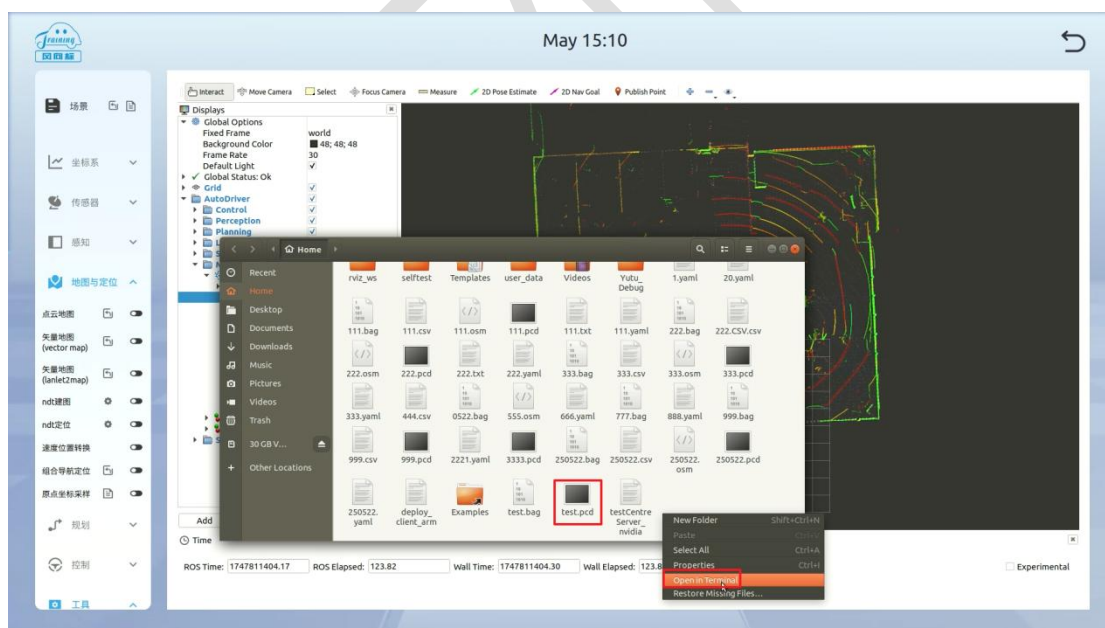 Training
May 15:10
场景
坐标系
传感器
感知
地图与定位
点云地图
矢量地图
(vector map)
矢量地图
(lanlet2map)
ndt建图
ndt定位
速度位置转换
组合导航定位
原点坐标采样
规划
控制
工具
Interact Move Camera Select Focus Camera Measure 2D Pose Estimate 2D Nav Goal Publish Point
Displays
Global Options
Fixed Frame world
Background Color 48; 48; 48
Frame Rate 30
Default Light ✓
Global Status: Ok
Grid ✓
AutoDriver ✓
Control ✓
Perception ✓
Planning ✓
Add
Time
Home
Recent
Home
Desktop
Documents
Downloads
Music
Pictures
Videos
Trash
30 GB V...
Other Locations
rviz_ws selftest Templates user_data Videos Yutu_ 1.yaml 20.yaml
Debug
111.bag 111.csv 111.osm 111.pcd 111.txt 111.yaml 222.bag 222.CSV.csv
222.osm 222.pcd 222.txt 222.yaml 333.bag 333.csv 333.osm 333.pcd
333.yaml 444.csv 0522.bag 555.osm 666.yaml 777.bag 888.yaml 999.bag
999.csv 999.pcd 2221.yaml 3333.pcd 250522.bag 250522.csv 250522. 250522.pcd
osm
250522. deploy_ Examples test.bag test.pcd testCentre
yaml client_arm Server_
nvidia
New Folder Shift+Ctrl+N
Paste Ctrl+V
Select All Ctrl+A
Properties Ctrl+I
Open in Terminal
Restore Missing Files...
ROS Time: 1747811404.17 ROS Elapsed: 123.82 Wall Time: 1747811404.30 Wall Elapsed: 123.8 Experimental